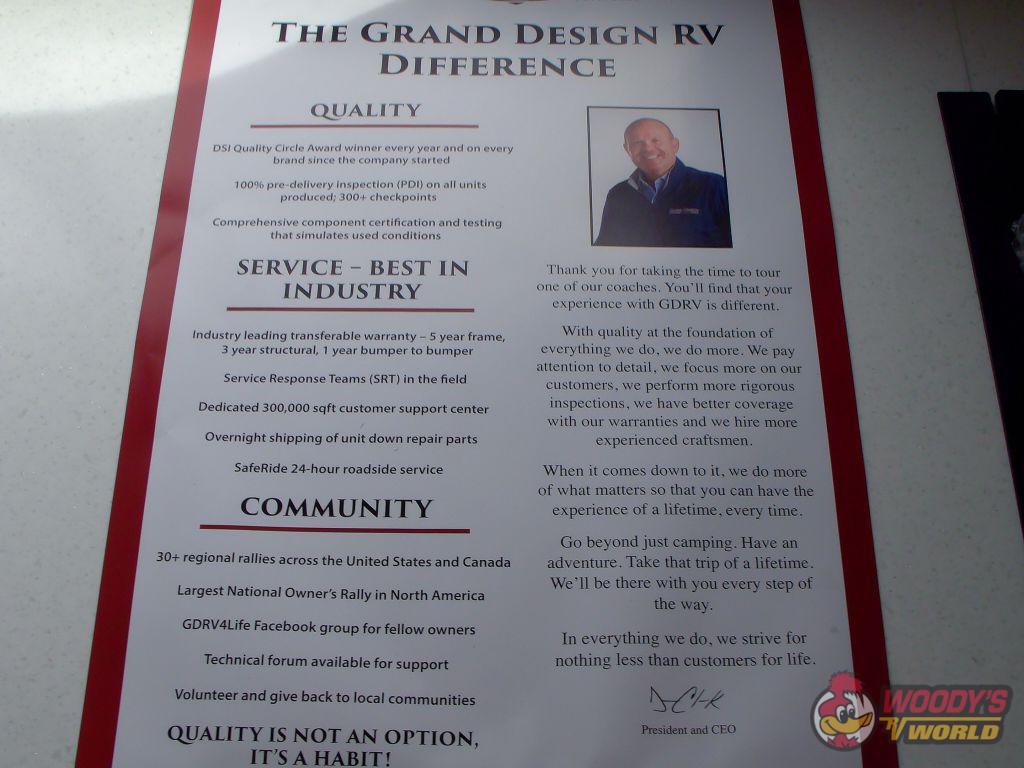 THE GRAND DESIGN RV
DIFFERENCE
QUALITY
DSI Quality Circle Award winner every year and on every
brand since the company started
100% pre-delivery inspection (PDI) on all units
produced; 300+ checkpoints
Comprehensive component certification and testing
that simulates used conditions
SERVICE – BEST IN
INDUSTRY
Industry leading transferable warranty – 5 year frame,
3 year structural, 1 year bumper to bumper
Service Response Teams (SRT) in the field
Dedicated 300,000 sqft customer support center
Overnight shipping of unit down repair parts
SafeRide 24-hour roadside service
COMMUNITY
30+ regional rallies across the United States and Canada
Largest National Owner's Rally in North America
GDRV4Life Facebook group for fellow owners
Technical forum available for support
Volunteer and give back to local communities
QUALITY IS NOT AN OPTION,
IT'S A HABIT!
Thank you for taking the time to tour
one of our coaches. You'll find that your
experience with GDRV is different.
With quality at the foundation of
everything we do, we do more. We pay
attention to detail, we focus more on our
customers, we perform more rigorous
inspections, we have better coverage
with our warranties and we hire more
experienced craftsmen.
When it comes down to it, we do more
of what matters so that you can have the
experience of a lifetime, every time.
Go beyond just camping. Have an
adventure. Take that trip of a lifetime.
We'll be there with you every step of
the way.
In everything we do, we strive for
nothing less than customers for life.
President and CEO
WOODY'S
RV WORLD